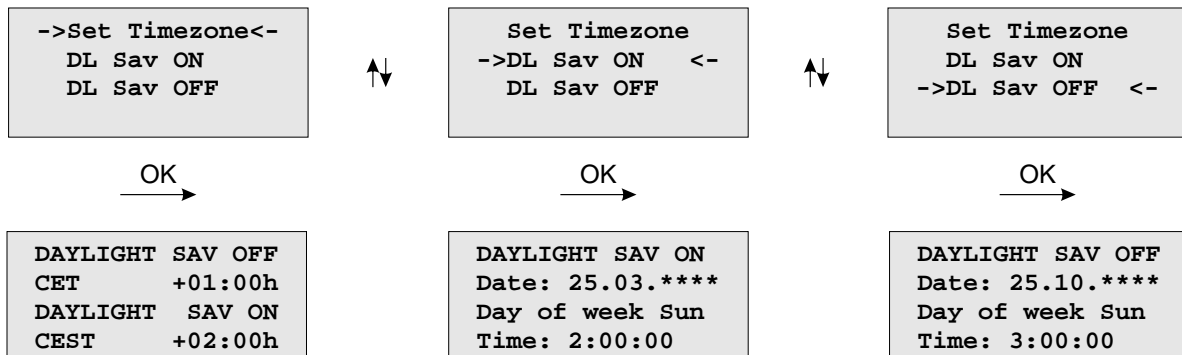 ->Set Timezone<-
DL Sav ON
DL Sav OFF
Set Timezone
->DL Sav ON <-
DL Sav OFF
Set Timezone
DL Sav ON
->DL Sav OFF <-
OK
OK
OK
DAYLIGHT SAV OFF
CET +01:00h
DAYLIGHT SAV ON
CEST +02:00h
DAYLIGHT SAV ON
Date: 25.03.****
Day of week Sun
Time: 2:00:00
DAYLIGHT SAV OFF
Date: 25.10.****
Day of week Sun
Time: 3:00:00